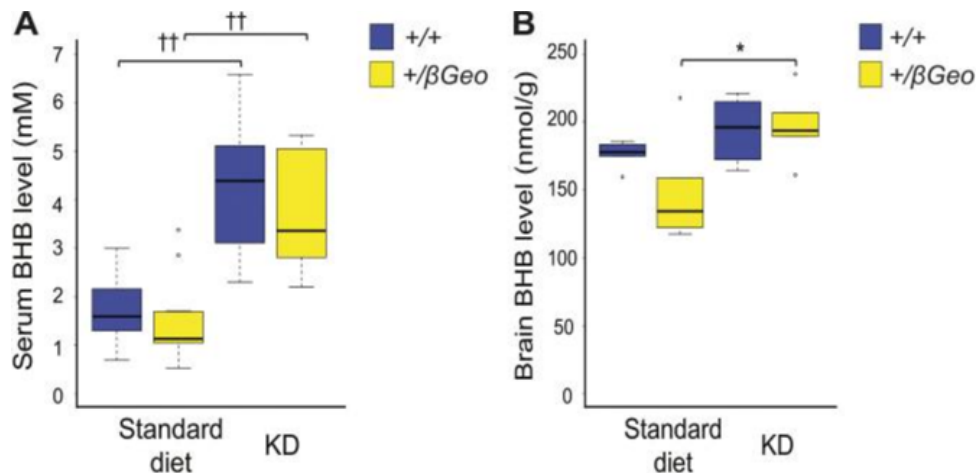 A
††
††
+/+
+/βGeo
Serum BHB level (mM)
7
6
5
4
3
2
1
0
Standard
diet
KD
B
*
+/+
+/βGeo
Brain BHB level (nmol/g)
250
200
150
100
50
0
Standard
diet
KD